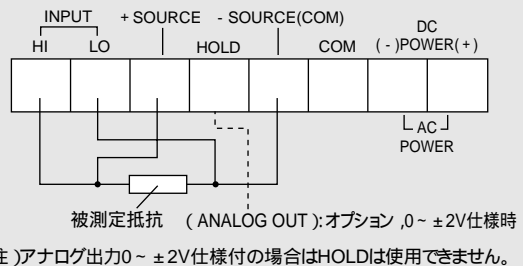 INPUT
+ SOURCE
- SOURCE(COM)
DC
HI
LO
HOLD
COM
( - )POWER( + )
AC
POWER
被測定抵抗
( ANALOG OUT ):オプション ,0~ ±2V仕様時
注 )アナログ出力0~ ±2V仕様付の場合はHOLDは使用できません。